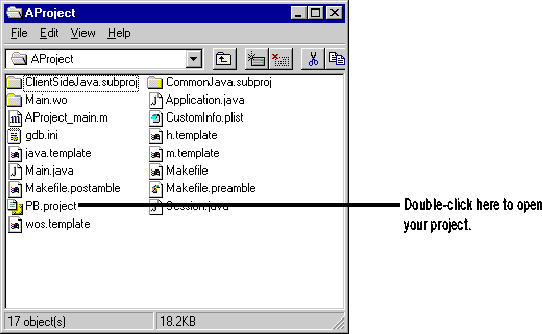 AProject
File Edit View Help
AProject
ClientSideJava.subproj CommonJava.subproj
Main.wo Application.java
AProject_main.m CustomInfo.plist
gdb.ini h.template
java.template m.template
Main.java Makefile
Makefile.postamble Makefile.preamble
PB.project Session.java
wos.template
Double-click here to open
your project.
17 object(s) 18.2KB